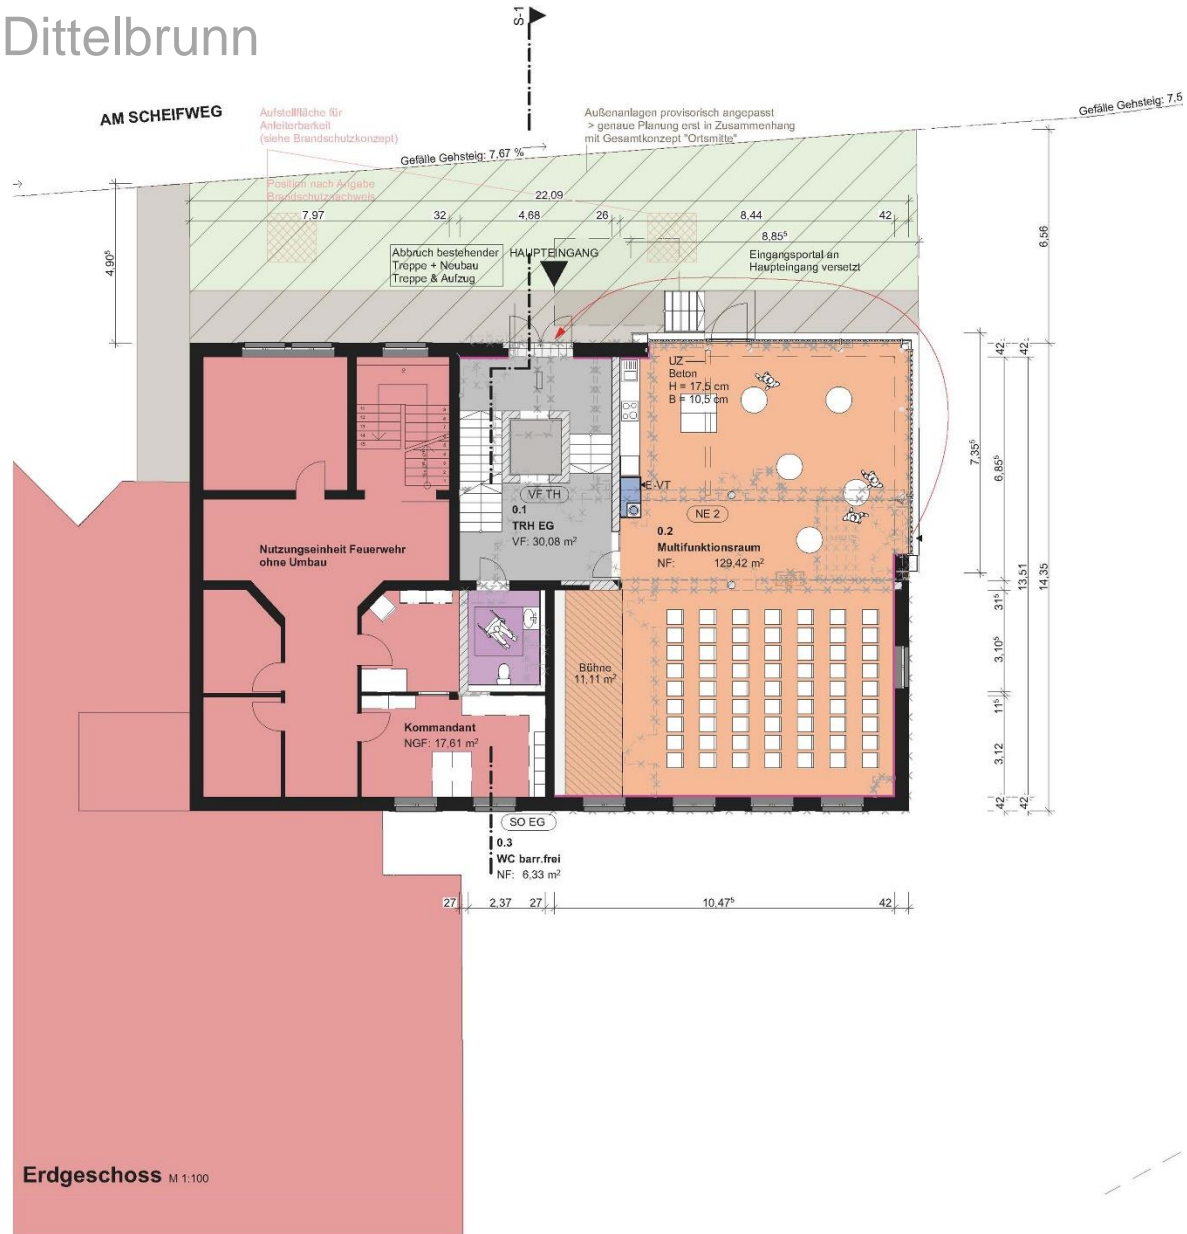 Dittelbrunn
S-1
AM SCHEIFWEG
Aufstellfläche für
Anleiterbarkeit
(siehe Brandschutzkonzept)
Außenanlagen provisorisch angepasst
> genaue Planung erst in Zusammenhang
mit Gesamtkonzept "Ortsmitte"
Gefälle Gehsteig: 7,5
Gefälle Gehsteig: 7,67 %
Position nach Angabe
Brandschutznachweis
22,09
7,97
32
4,68
26
8,44
42
8,85⁵
4,90⁵
6,56
Abbruch bestehender
Treppe + Neubau
Treppe & Aufzug
HAUPTEINGANG
Eingangsportal an
Haupteingang versetzt
UZ
Beton
H = 17,5 cm
B = 10,5 cm
E-VT
VF TH
0.1
TRH EG
VF: 30,08 m²
NE 2
0.2
Multifunktionsraum
NF: 129,42 m²
Nutzungseinheit Feuerwehr
ohne Umbau
Bühne
11,11 m²
Kommandant
NGF: 17,61 m²
SO EG
0.3
WC barr.frei
NF: 6,33 m²
42
42
7,35⁵
6,85⁵
13,51
14,35
31⁵
3,10⁵
11⁵
3,12
42
42
27
2,37
27
10,47⁵
42
Erdgeschoss M 1:100